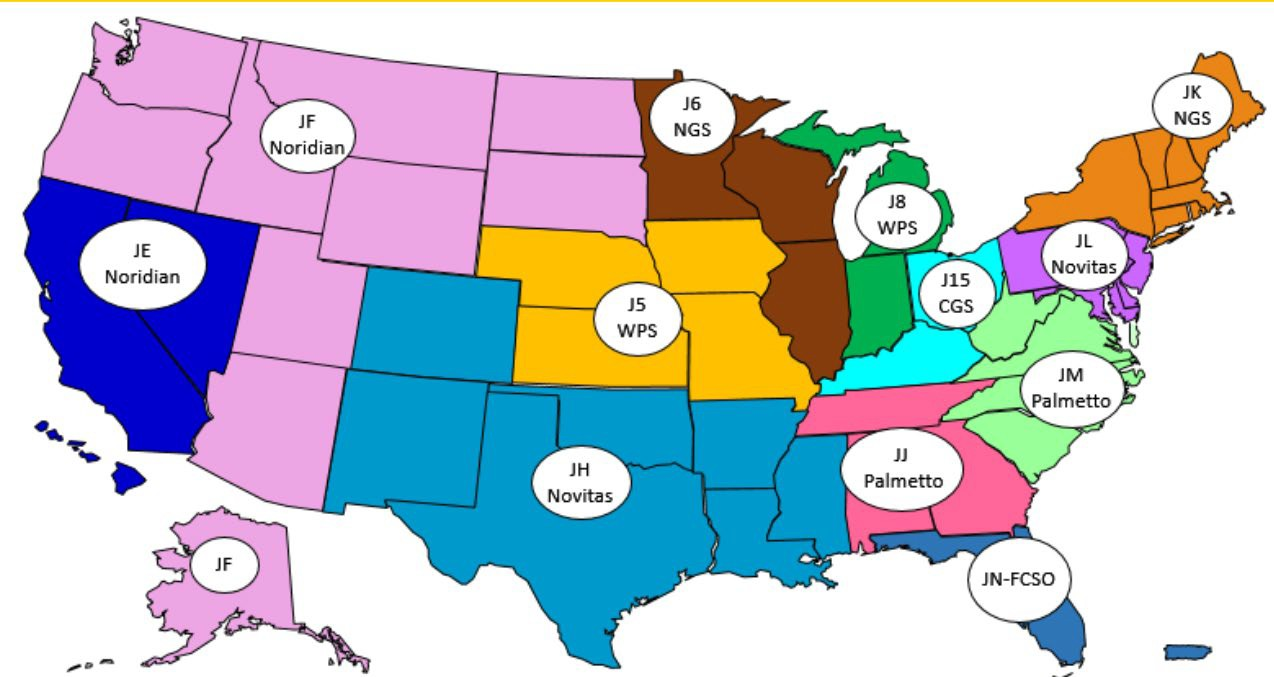 JF
Noridian
J6
NGS
JK
NGS
JE
Noridian
J8
WPS
JL
Novitas
J5
WPS
J15
CGS
JM
Palmetto
JH
Novitas
JJ
Palmetto
JF
JN-FCSO